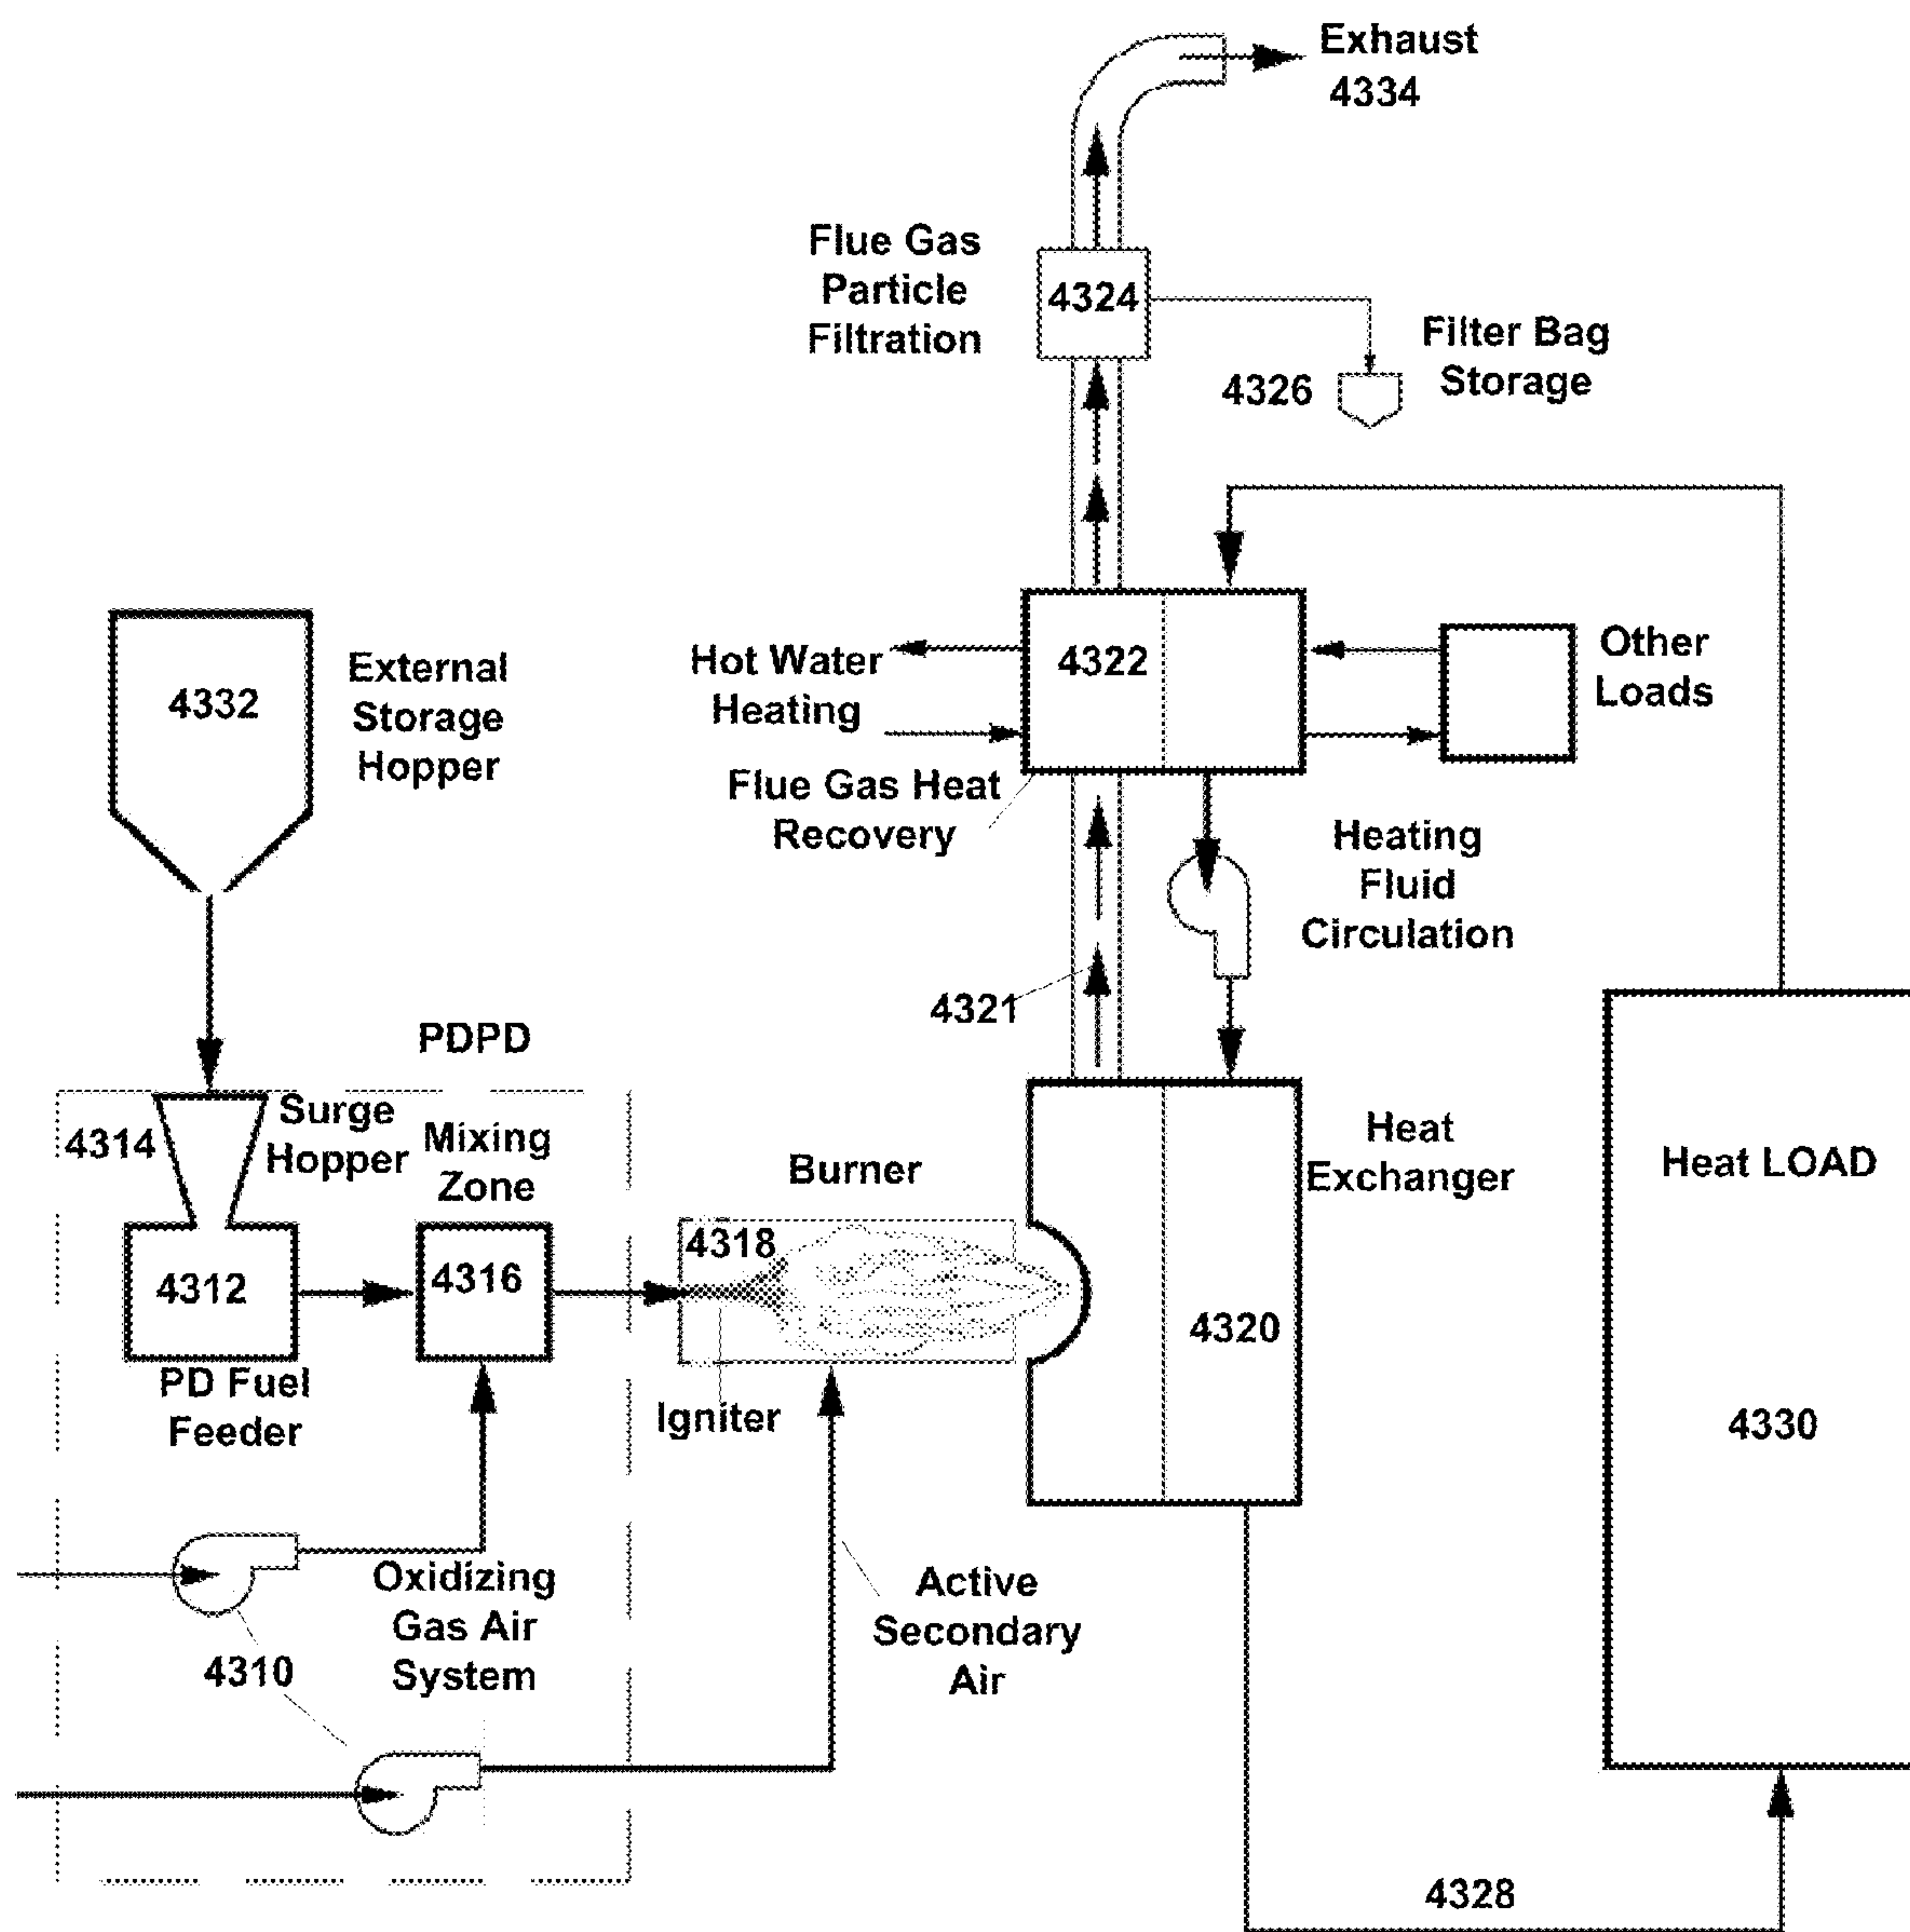 Exhaust
4334
Flue Gas
Particle
Filtration
4324
Filter Bag
Storage
4326
4332
External
Storage
Hopper
Hot Water
Heating
4322
Other
Loads
Flue Gas Heat
Recovery
Heating
Fluid
Circulation
4321
PDPD
4314
Surge
Hopper
Mixing
Zone
Burner
Heat
Exchanger
Heat LOAD
4312
4316
4318
4320
PD Fuel
Feeder
Igniter
4330
Oxidizing
Gas Air
System
4310
Active
Secondary
Air
4328